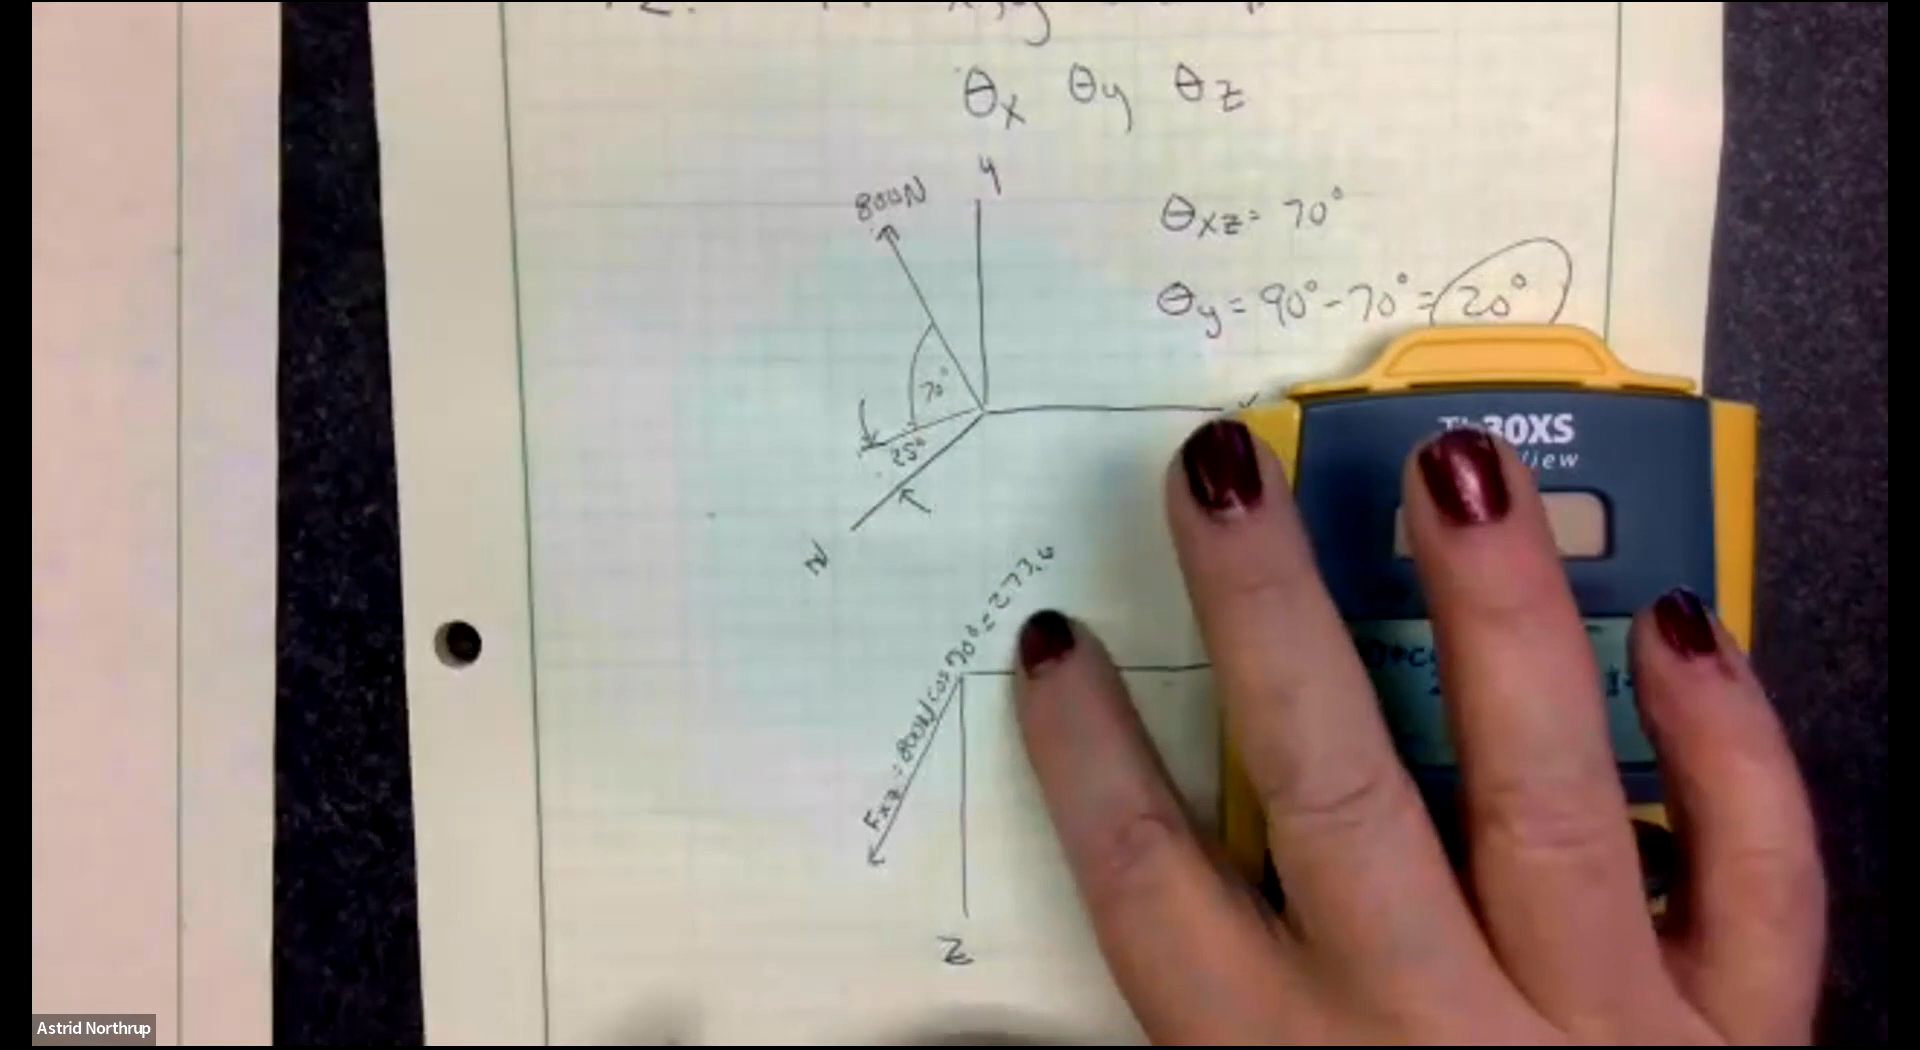 θx θy θz
y
800N
θxz = 70°
θy = 90° - 70° = 20°
70°
25°
30XS
iew
z
Fxz = 800N cos 70° = 273.6
z
Astrid Northrup